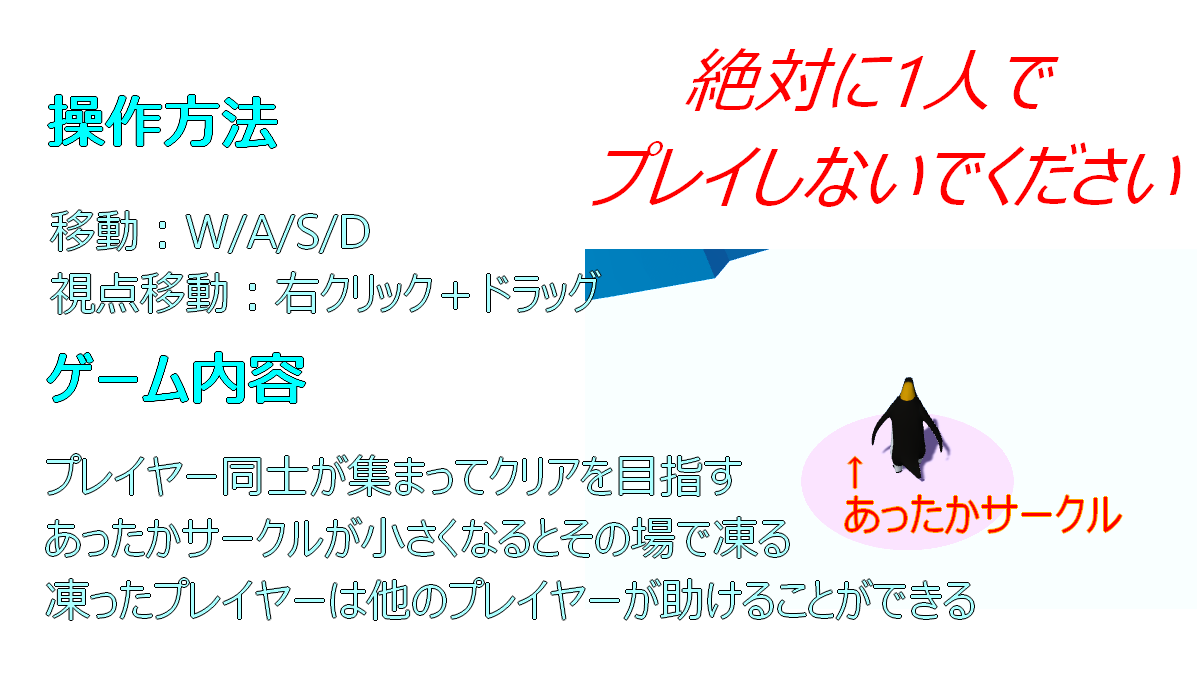 絶対に1人で
プレイしないでください
操作方法
移動：W/A/S/D
視点移動：右クリック＋ドラッグ
ゲーム内容
プレイヤー同士が集まってクリアを目指す
あったかサークルが小さくなるとその場で凍る
凍ったプレイヤーは他のプレイヤーが助けることができる
↑
あったかサークル